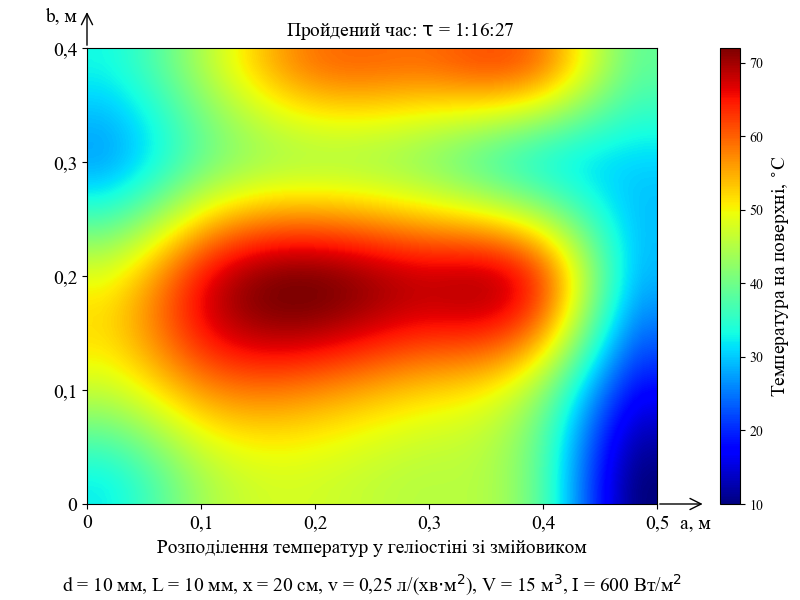 b, м
Пройдений час: τ = 1:16:27
0,4
0,3
0,2
0,1
0
0 0,1 0,2 0,3 0,4 0,5 a, м
70
60
50
40
30
20
10
Температура на поверхні, °C
Розподілення температур у геліостіні зі змійовиком
d = 10 мм, L = 10 мм, x = 20 см, v = 0,25 л/(хв·м²), V = 15 м³, I = 600 Вт/м²